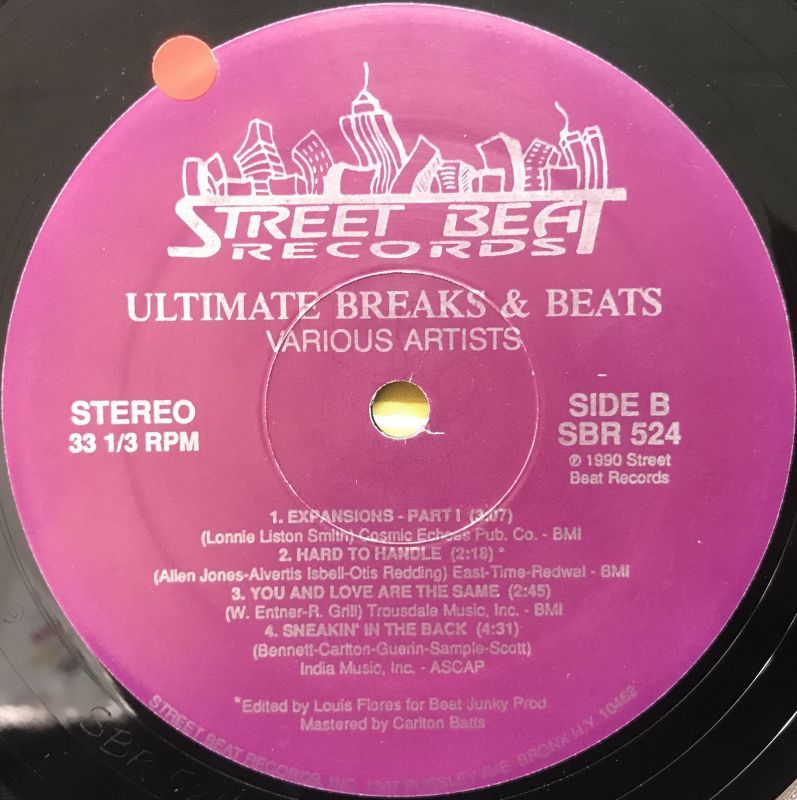 STREET BEAT
RECORDS
ULTIMATE BREAKS & BEATS
VARIOUS ARTISTS
STEREO
33 1/3 RPM
SIDE B
SBR 524
℗ 1990 Street
Beat Records
1. EXPANSIONS - PART I (3:07)
(Lonnie Liston Smith) Cosmic Echoes Pub. Co. - BMI
2. HARD TO HANDLE (2:18) *
(Allen Jones-Alvertis Isbell-Otis Redding) East-Time-Redwal - BMI
3. YOU AND LOVE ARE THE SAME (2:45)
(W. Entner-R. Grill) Trousdale Music, Inc. - BMI
4. SNEAKIN' IN THE BACK (4:31)
(Bennett-Carlton-Guerin-Sample-Scott)
India Music, Inc. - ASCAP
*Edited by Louis Flores for Beat Junky Prod.
Mastered by Carlton Batts
STREET BEAT RECORDS, INC. PUGSLEY AVE. BRONX N.Y. 10462
SBR